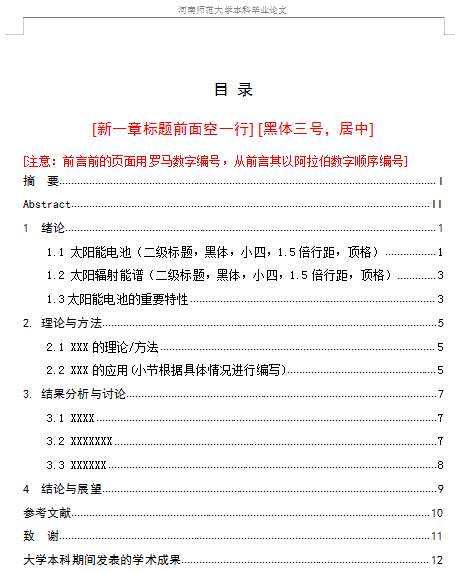 河南师范大学本科毕业论文
目 录
[新一章标题前面空一行] [黑体三号，居中]
[注意：前言前的页面用罗马数字编号，从前言其以阿拉伯数字顺序编号]
摘 要 I
Abstract II
1 绪论 1
1.1 太阳能电池（二级标题，黑体，小四，1.5 倍行距，顶格） 1
1.2 太阳辐射能谱（二级标题，黑体，小四，1.5 倍行距，顶格） 3
1.3 太阳能电池的重要特性 3
2. 理论与方法 5
2.1 XXX 的理论/方法 5
2.2 XXX 的应用(小节根据具体情况进行编写) 5
3. 结果分析与讨论 7
3.1 XXXX 7
3.2 XXXXXXX 7
3.3 XXXXXX 8
4 结论与展望 9
参考文献 10
致 谢 11
大学本科期间发表的学术成果 12